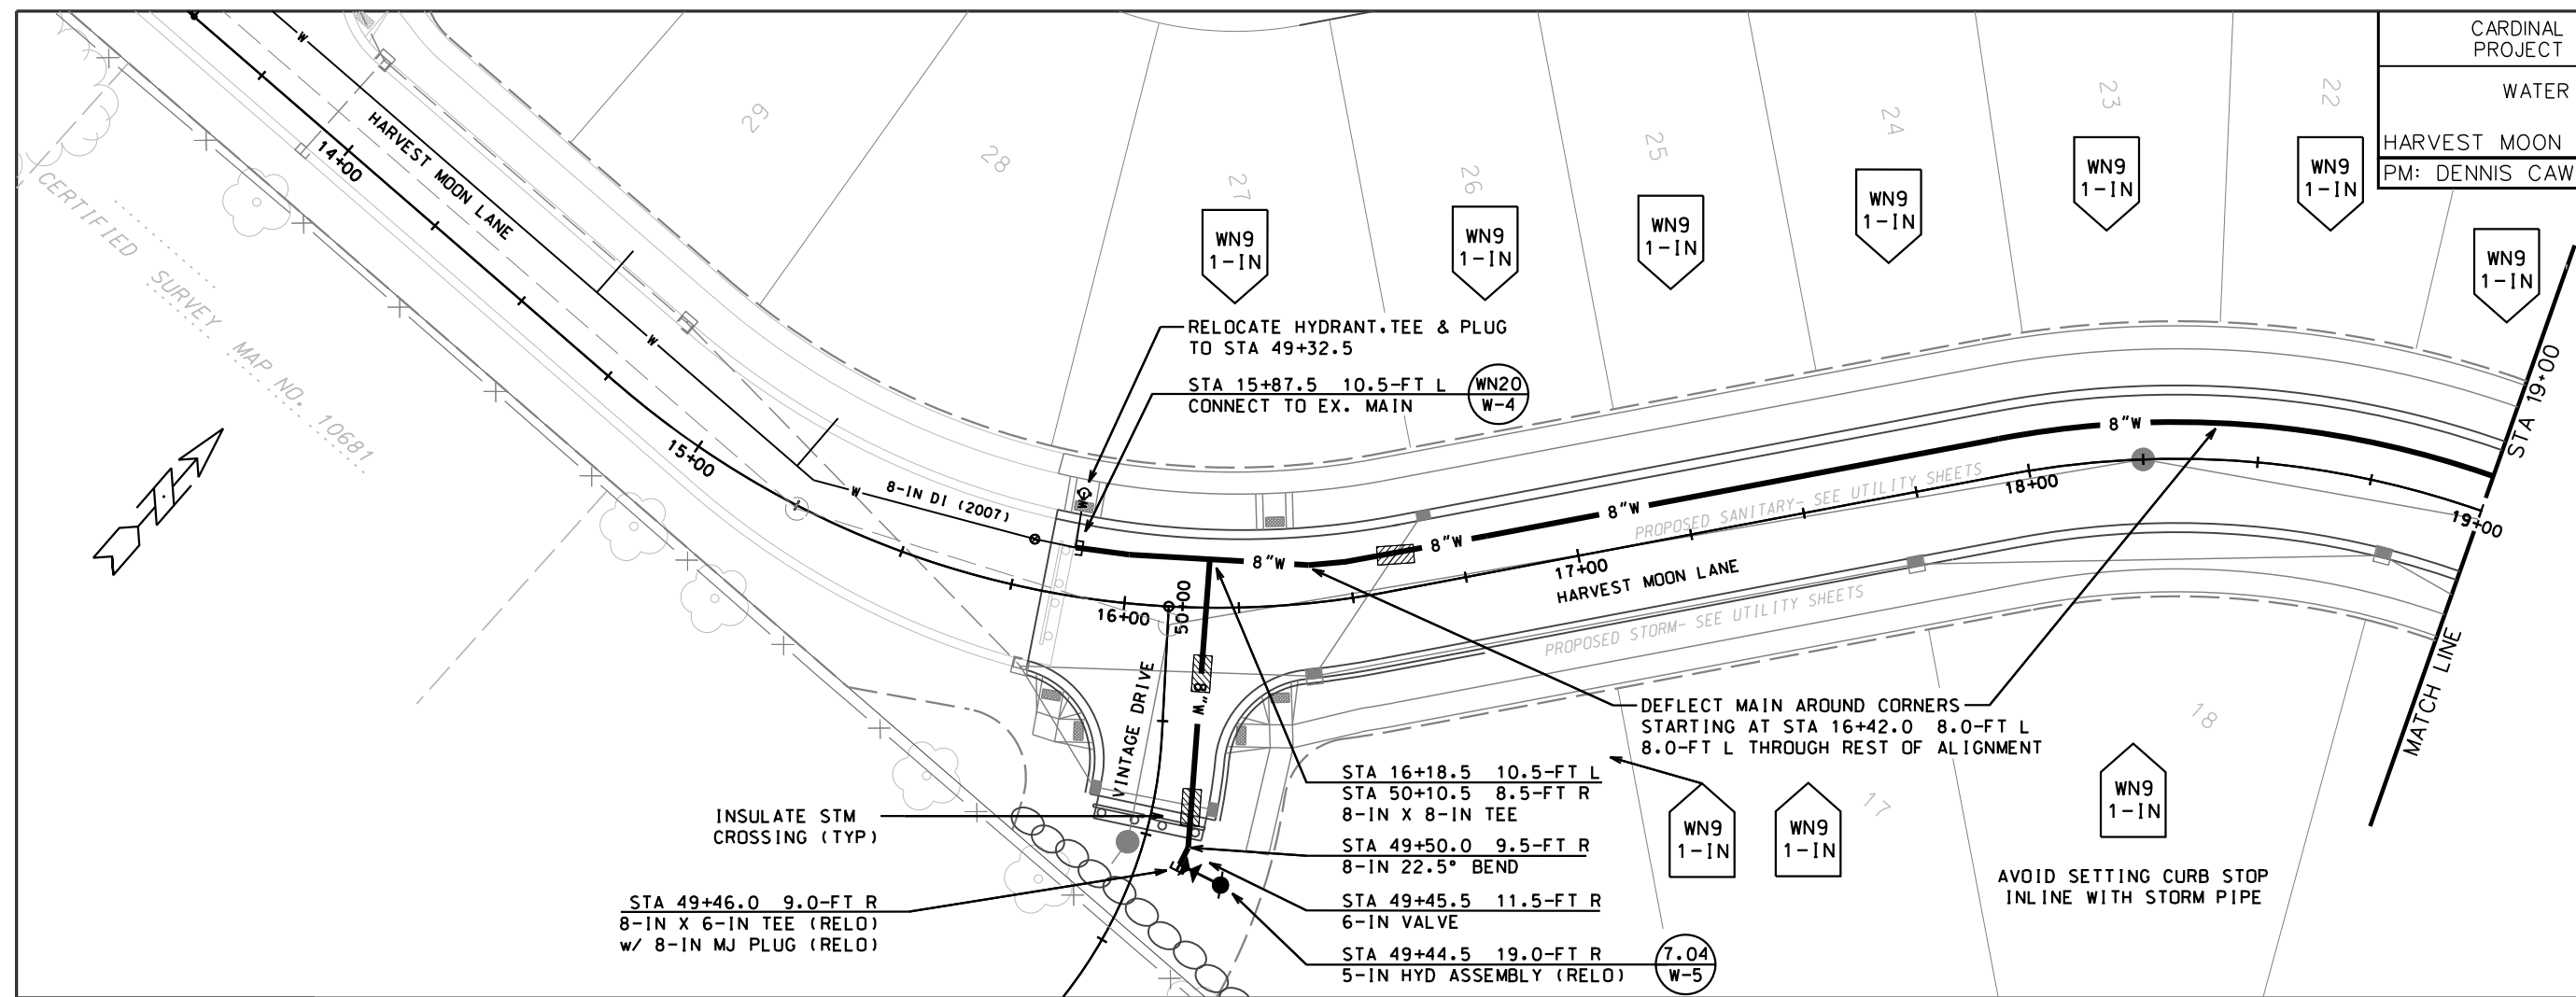 CARDINAL
PROJECT
WATER
HARVEST MOON
PM: DENNIS CAW
29
28
27
26
25
24
23
22
WN9
1-IN
WN9
1-IN
WN9
1-IN
WN9
1-IN
WN9
1-IN
WN9
1-IN
WN9
1-IN
W
W
W
HARVEST MOON LANE
14+00
15+00
CERTIFIED SURVEY MAP NO. 10681
8-IN DI (2007)
W
RELOCATE HYDRANT, TEE & PLUG
TO STA 49+32.5
STA 15+87.5 10.5-FT L
CONNECT TO EX. MAIN
WN20
W-4
8"W
8"W
8"W
8"W
8"W
16+00
50+00
17+00
18+00
19+00
HARVEST MOON LANE
PROPOSED SANITARY- SEE UTILITY SHEETS
PROPOSED STORM- SEE UTILITY SHEETS
VINTAGE DRIVE
STA 19+00
MATCH LINE
DEFLECT MAIN AROUND CORNERS
STARTING AT STA 16+42.0 8.0-FT L
8.0-FT L THROUGH REST OF ALIGNMENT
STA 16+18.5 10.5-FT L
STA 50+10.5 8.5-FT R
8-IN X 8-IN TEE
STA 49+50.0 9.5-FT R
8-IN 22.5° BEND
STA 49+45.5 11.5-FT R
6-IN VALVE
STA 49+44.5 19.0-FT R
5-IN HYD ASSEMBLY (RELO)
7.04
W-5
INSULATE STM
CROSSING (TYP)
STA 49+46.0 9.0-FT R
8-IN X 6-IN TEE (RELO)
w/ 8-IN MJ PLUG (RELO)
WN9
1-IN
WN9
1-IN
WN9
1-IN
17
18
AVOID SETTING CURB STOP
INLINE WITH STORM PIPE